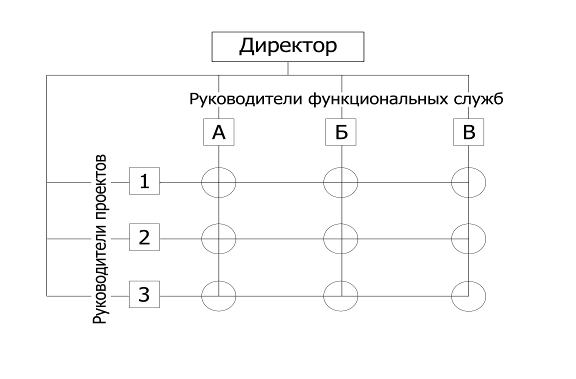 Директор
Руководители функциональных служб
А Б В
Руководители проектов
1
2
3